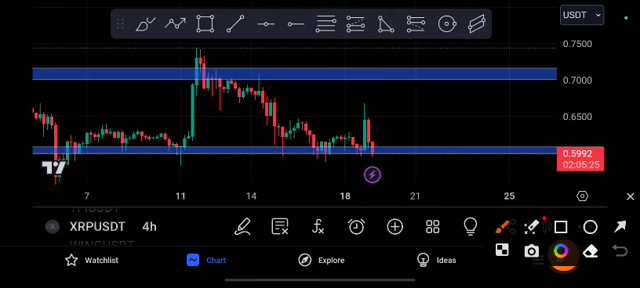 USDT
0.7500
0.7000
0.6500
0.5992
02:05:25
7 11 14 18 21 25
XRPUSDT 4h
WINGUSDT
Watchlist Chart Explore Ideas